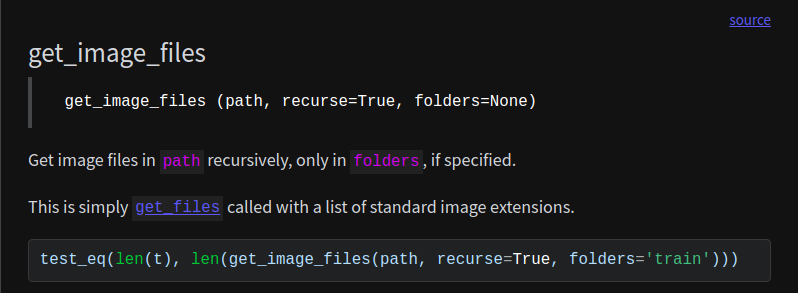 source
get_image_files
get_image_files (path, recurse=True, folders=None)
Get image files in path recursively, only in folders, if specified.
This is simply get_files called with a list of standard image extensions.
test_eq(len(t), len(get_image_files(path, recurse=True, folders='train')))